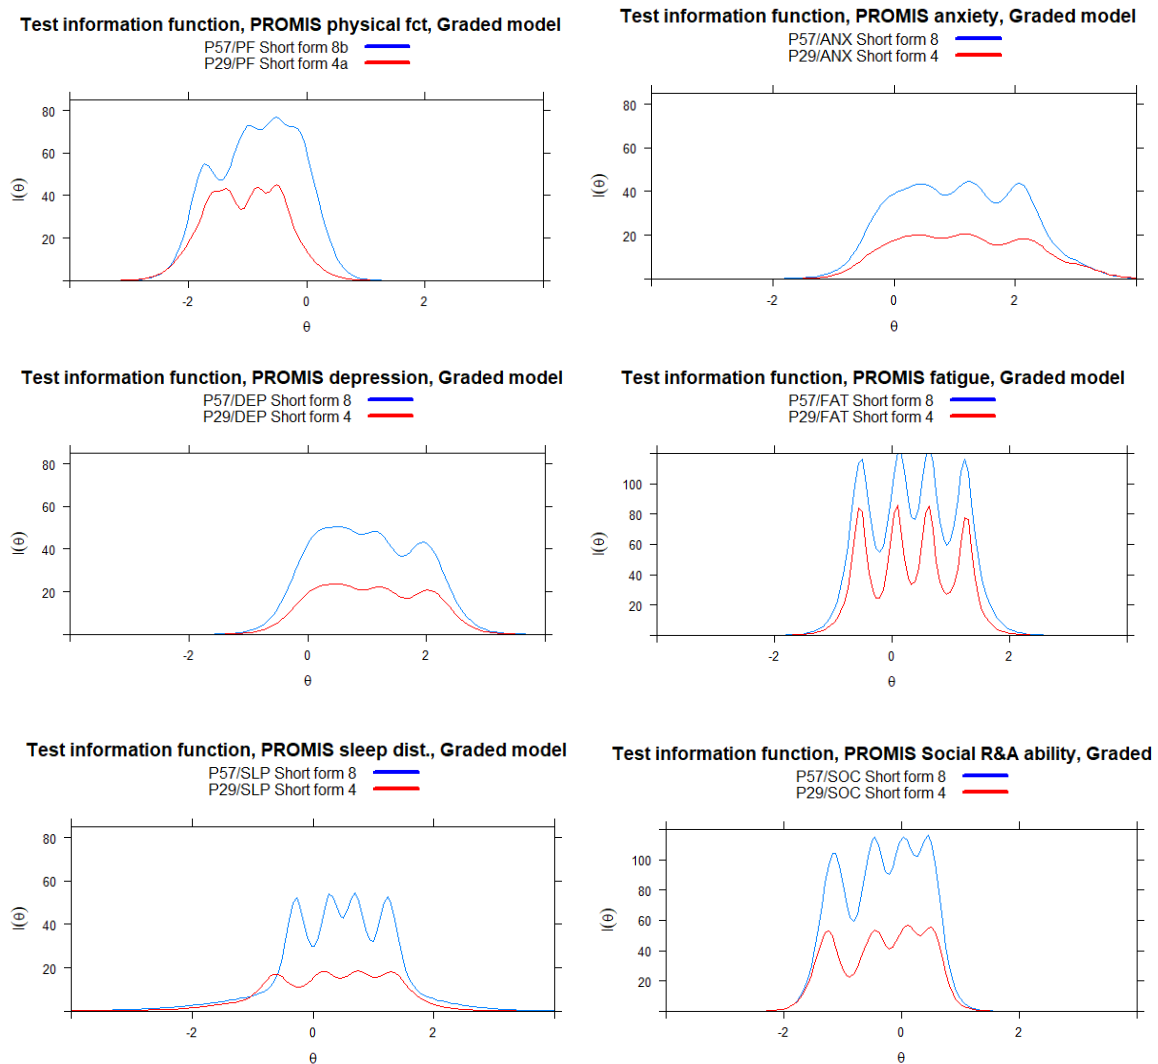 Test information function, PROMIS physical fct, Graded model
P57/PF Short form 8b
P29/PF Short form 4a
80
60
40
20
I(θ)
-2
0
2
θ
Test information function, PROMIS anxiety, Graded model
P57/ANX Short form 8
P29/ANX Short form 4
80
60
40
20
I(θ)
-2
0
2
θ
Test information function, PROMIS depression, Graded model
P57/DEP Short form 8
P29/DEP Short form 4
80
60
40
20
I(θ)
-2
0
2
θ
Test information function, PROMIS fatigue, Graded model
P57/FAT Short form 8
P29/FAT Short form 4
100
80
60
40
20
I(θ)
-2
0
2
θ
Test information function, PROMIS sleep dist., Graded model
P57/SLP Short form 8
P29/SLP Short form 4
80
60
40
20
I(θ)
-2
0
2
θ
Test information function, PROMIS Social R&A ability, Graded
P57/SOC Short form 8
P29/SOC Short form 4
100
80
60
40
20
I(θ)
-2
0
2
θ